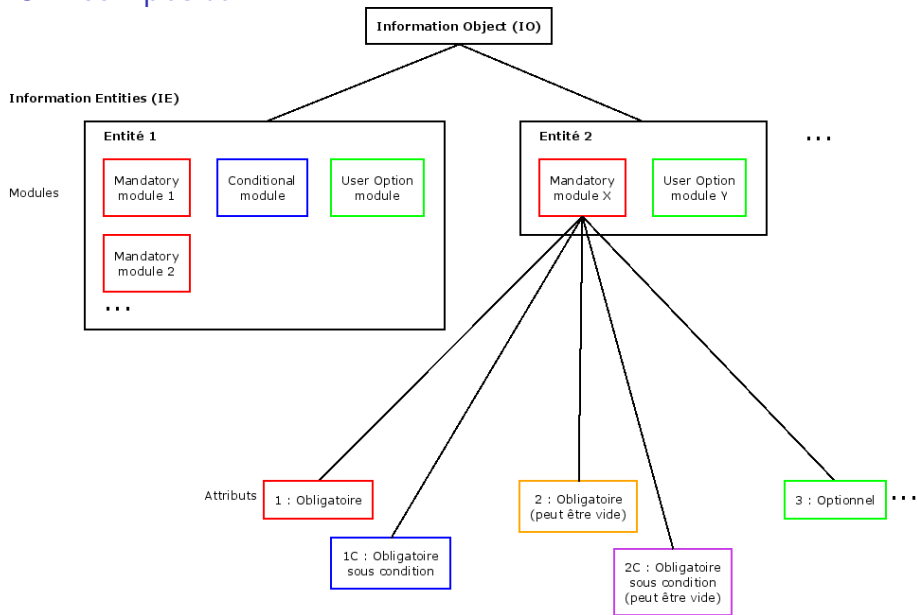 Information Object (IO)
Information Entities (IE)
Entité 1
Entité 2
...
Modules
Mandatory
module 1
Conditional
module
User Option
module
Mandatory
module X
User Option
module Y
Mandatory
module 2
...
Attributs
1 : Obligatoire
2 : Obligatoire
(peut être vide)
3 : Optionnel
...
1C : Obligatoire
sous condition
2C : Obligatoire
sous condition
(peut être vide)